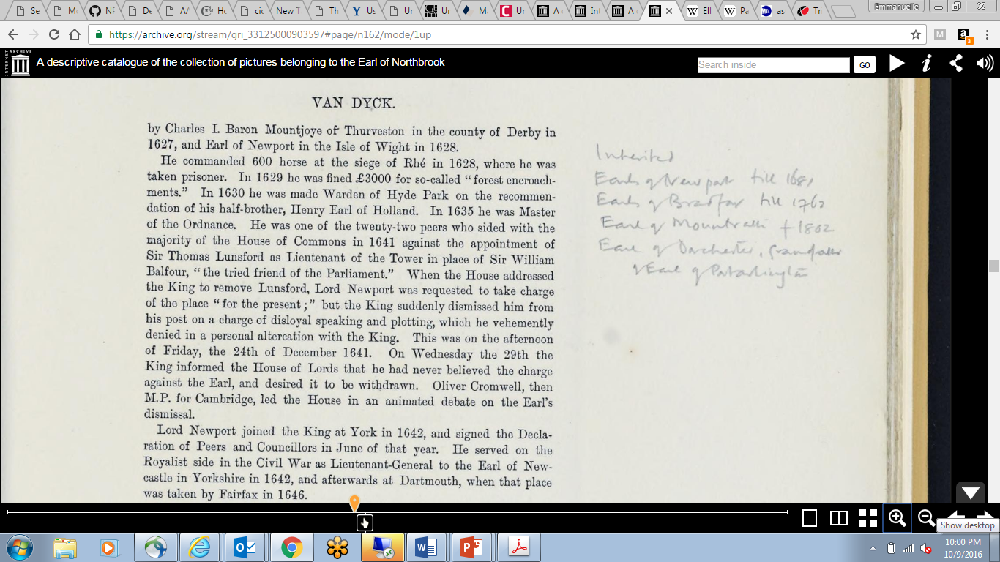 Se
Mo
NF
De
AA
Ho
cic
New T
Th
Us
Ur
Ur
M
Ur
A
Int
A
Ell
Pa
as
Tr
Emmanuelle
https://archive.org/stream/gri_33125000903597#page/n162/mode/1up
INTERNET ARCHIVE
A descriptive catalogue of the collection of pictures belonging to the Earl of Northbrook
Search inside
GO
VAN DYCK.
by Charles I. Baron Mountjoye of Thurveston in the county of Derby in
1627, and Earl of Newport in the Isle of Wight in 1628.
He commanded 600 horse at the siege of Rhé in 1628, where he was
taken prisoner. In 1629 he was fined £3000 for so-called “forest encroach-
ments.” In 1630 he was made Warden of Hyde Park on the recommen-
dation of his half-brother, Henry Earl of Holland. In 1635 he was Master
of the Ordnance. He was one of the twenty-two peers who sided with the
majority of the House of Commons in 1641 against the appointment of
Sir Thomas Lunsford as Lieutenant of the Tower in place of Sir William
Balfour, “the tried friend of the Parliament.” When the House addressed
the King to remove Lunsford, Lord Newport was requested to take charge
of the place “for the present;” but the King suddenly dismissed him from
his post on a charge of disloyal speaking and plotting, which he vehemently
denied in a personal altercation with the King. This was on the afternoon
of Friday, the 24th of December 1641. On Wednesday the 29th the
King informed the House of Lords that he had never believed the charge
against the Earl, and desired it to be withdrawn. Oliver Cromwell, then
M.P. for Cambridge, led the House in an animated debate on the Earl’s
dismissal.
Lord Newport joined the King at York in 1642, and signed the Decla-
ration of Peers and Councillors in June of that year. He served on the
Royalist side in the Civil War as Lieutenant-General to the Earl of New-
castle in Yorkshire in 1642, and afterwards at Dartmouth, when that place
was taken by Fairfax in 1646.
Inherited
Earls of Newport till
Earls of Bradford till 1762
Earl of † 1802
Earl of Dorchester, grandfather
of Earl of Portarlington
Show desktop
10:00 PM
10/9/2016